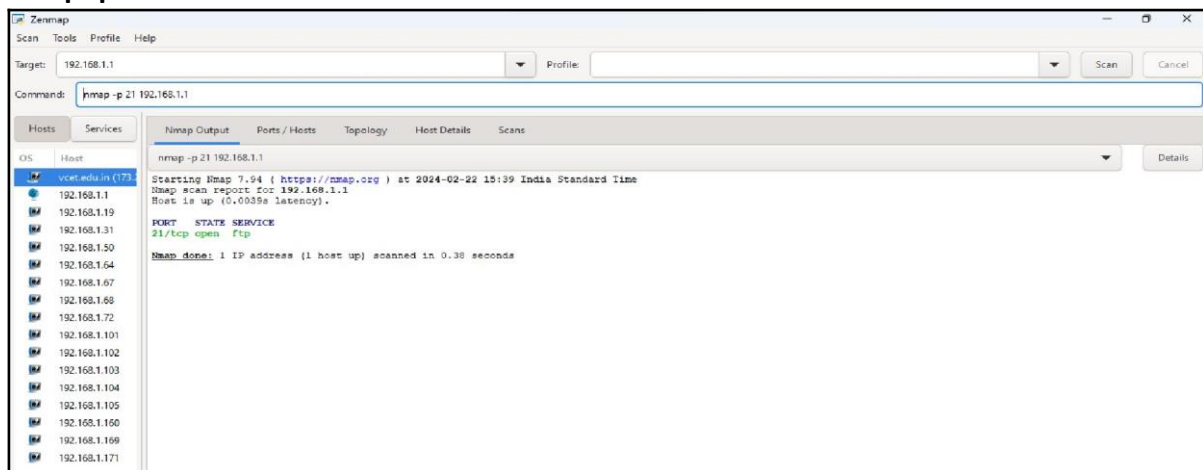 Zenmap
Scan Tools Profile Help
Target: 192.168.1.1 Profile: Scan Cancel
Command: nmap -p 21 192.168.1.1
Hosts Services Nmap Output Ports / Hosts Topology Host Details Scans
OS Host
nmap -p 21 192.168.1.1 Details
vcet.edu.in (173.
192.168.1.1
192.168.1.19
192.168.1.31
192.168.1.50
192.168.1.64
192.168.1.67
192.168.1.68
192.168.1.72
192.168.1.101
192.168.1.102
192.168.1.103
192.168.1.104
192.168.1.105
192.168.1.160
192.168.1.169
192.168.1.171
Starting Nmap 7.94 ( https://nmap.org ) at 2024-02-22 15:39 India Standard Time
Nmap scan report for 192.168.1.1
Host is up (0.0039s latency).
PORT STATE SERVICE
21/tcp open ftp
Nmap done: 1 IP address (1 host up) scanned in 0.38 seconds